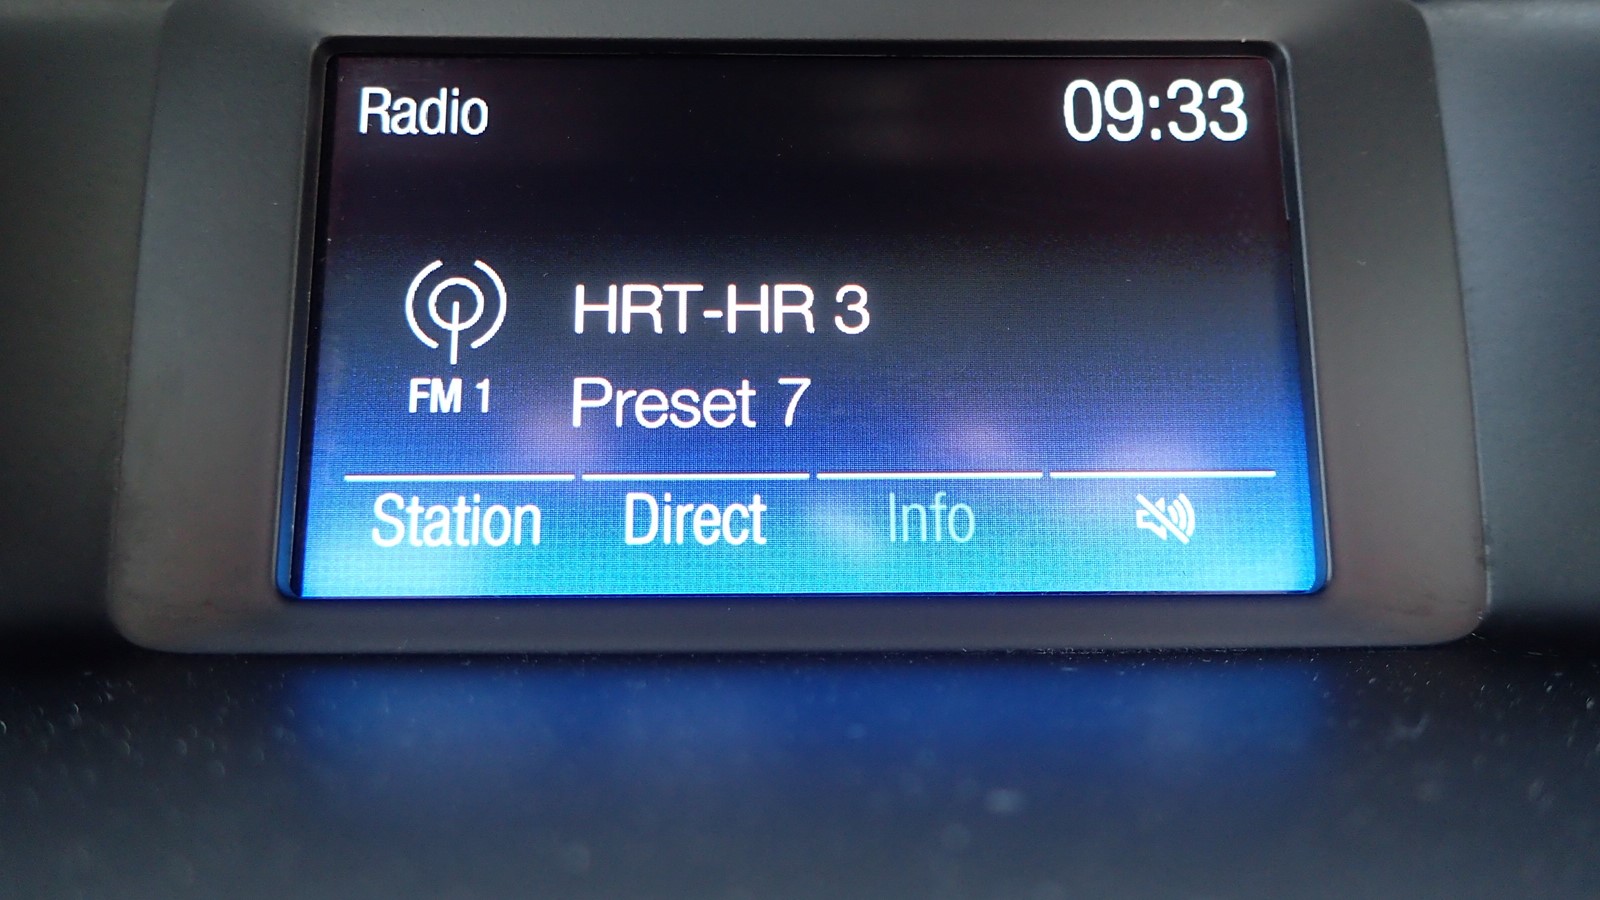 Radio
09:33
HRT-HR 3
FM 1
Preset 7
Station
Direct
Info